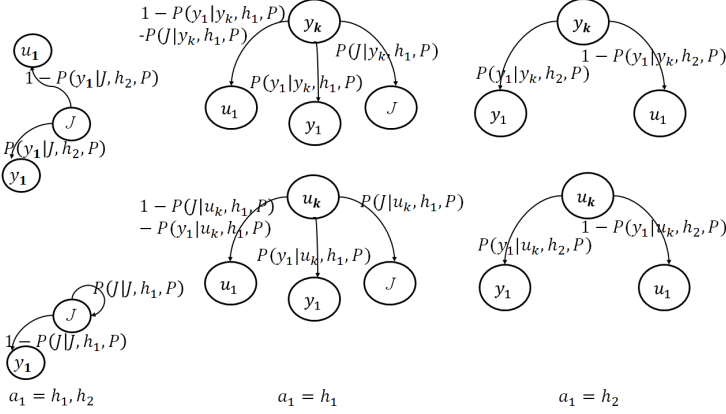 u₁
1 − P(y₁|J, h₂, P)
J
P(y₁|J, h₂, P)
y₁
P(J|J, h₁, P)
J
1 − P(J|J, h₁, P)
y₁
a₁ = h₁, h₂
1 − P(y₁|yₖ, h₁, P)
-P(J|yₖ, h₁, P)
yₖ
P(J|yₖ, h₁, P)
P(y₁|yₖ, h₁, P)
u₁
y₁
J
1 − P(J|uₖ, h₁, P)
− P(y₁|uₖ, h₁, P)
uₖ
P(J|uₖ, h₁, P)
P(y₁|uₖ, h₁, P)
u₁
y₁
J
a₁ = h₁
yₖ
1 − P(y₁|yₖ, h₂, P)
P(y₁|yₖ, h₂, P)
y₁
u₁
uₖ
1 − P(y₁|uₖ, h₂, P)
P(y₁|uₖ, h₂, P)
y₁
u₁
a₁ = h₂